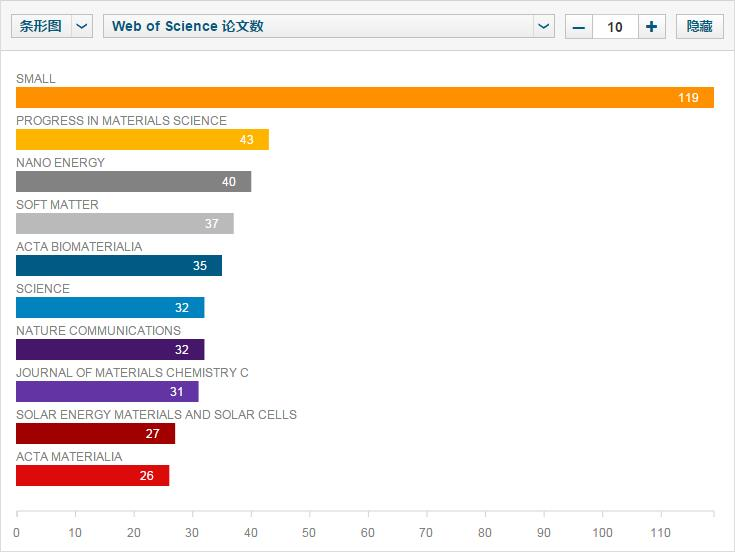 条形图
Web of Science 论文数
10
隐藏
SMALL
119
PROGRESS IN MATERIALS SCIENCE
43
NANO ENERGY
40
SOFT MATTER
37
ACTA BIOMATERIALIA
35
SCIENCE
32
NATURE COMMUNICATIONS
32
JOURNAL OF MATERIALS CHEMISTRY C
31
SOLAR ENERGY MATERIALS AND SOLAR CELLS
27
ACTA MATERIALIA
26
0 10 20 30 40 50 60 70 80 90 100 110